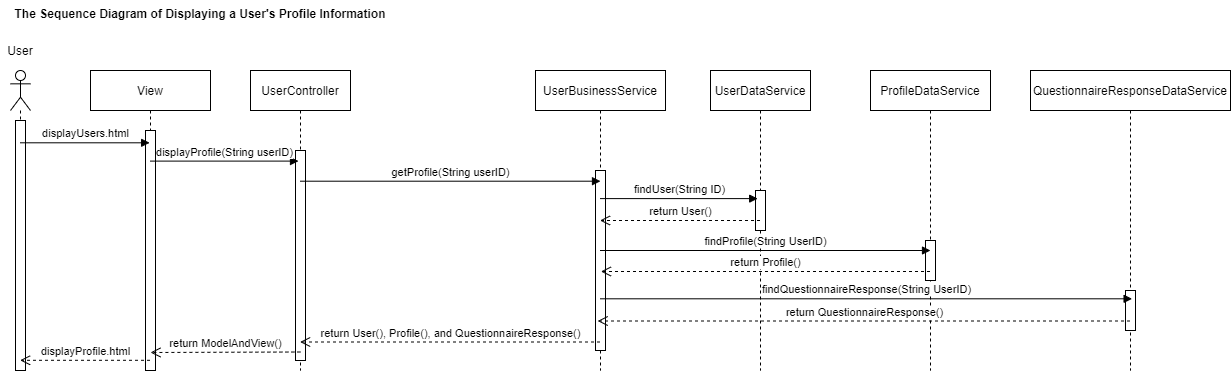 The Sequence Diagram of Displaying a User's Profile Information
User
View
UserController
UserBusinessService
UserDataService
ProfileDataService
QuestionnaireResponseDataService
displayUsers.html
displayProfile(String userID)
getProfile(String userID)
findUser(String ID)
return User()
findProfile(String UserID)
return Profile()
findQuestionnaireResponse(String UserID)
return QuestionnaireResponse()
return User(), Profile(), and QuestionnaireResponse()
return ModelAndView()
displayProfile.html